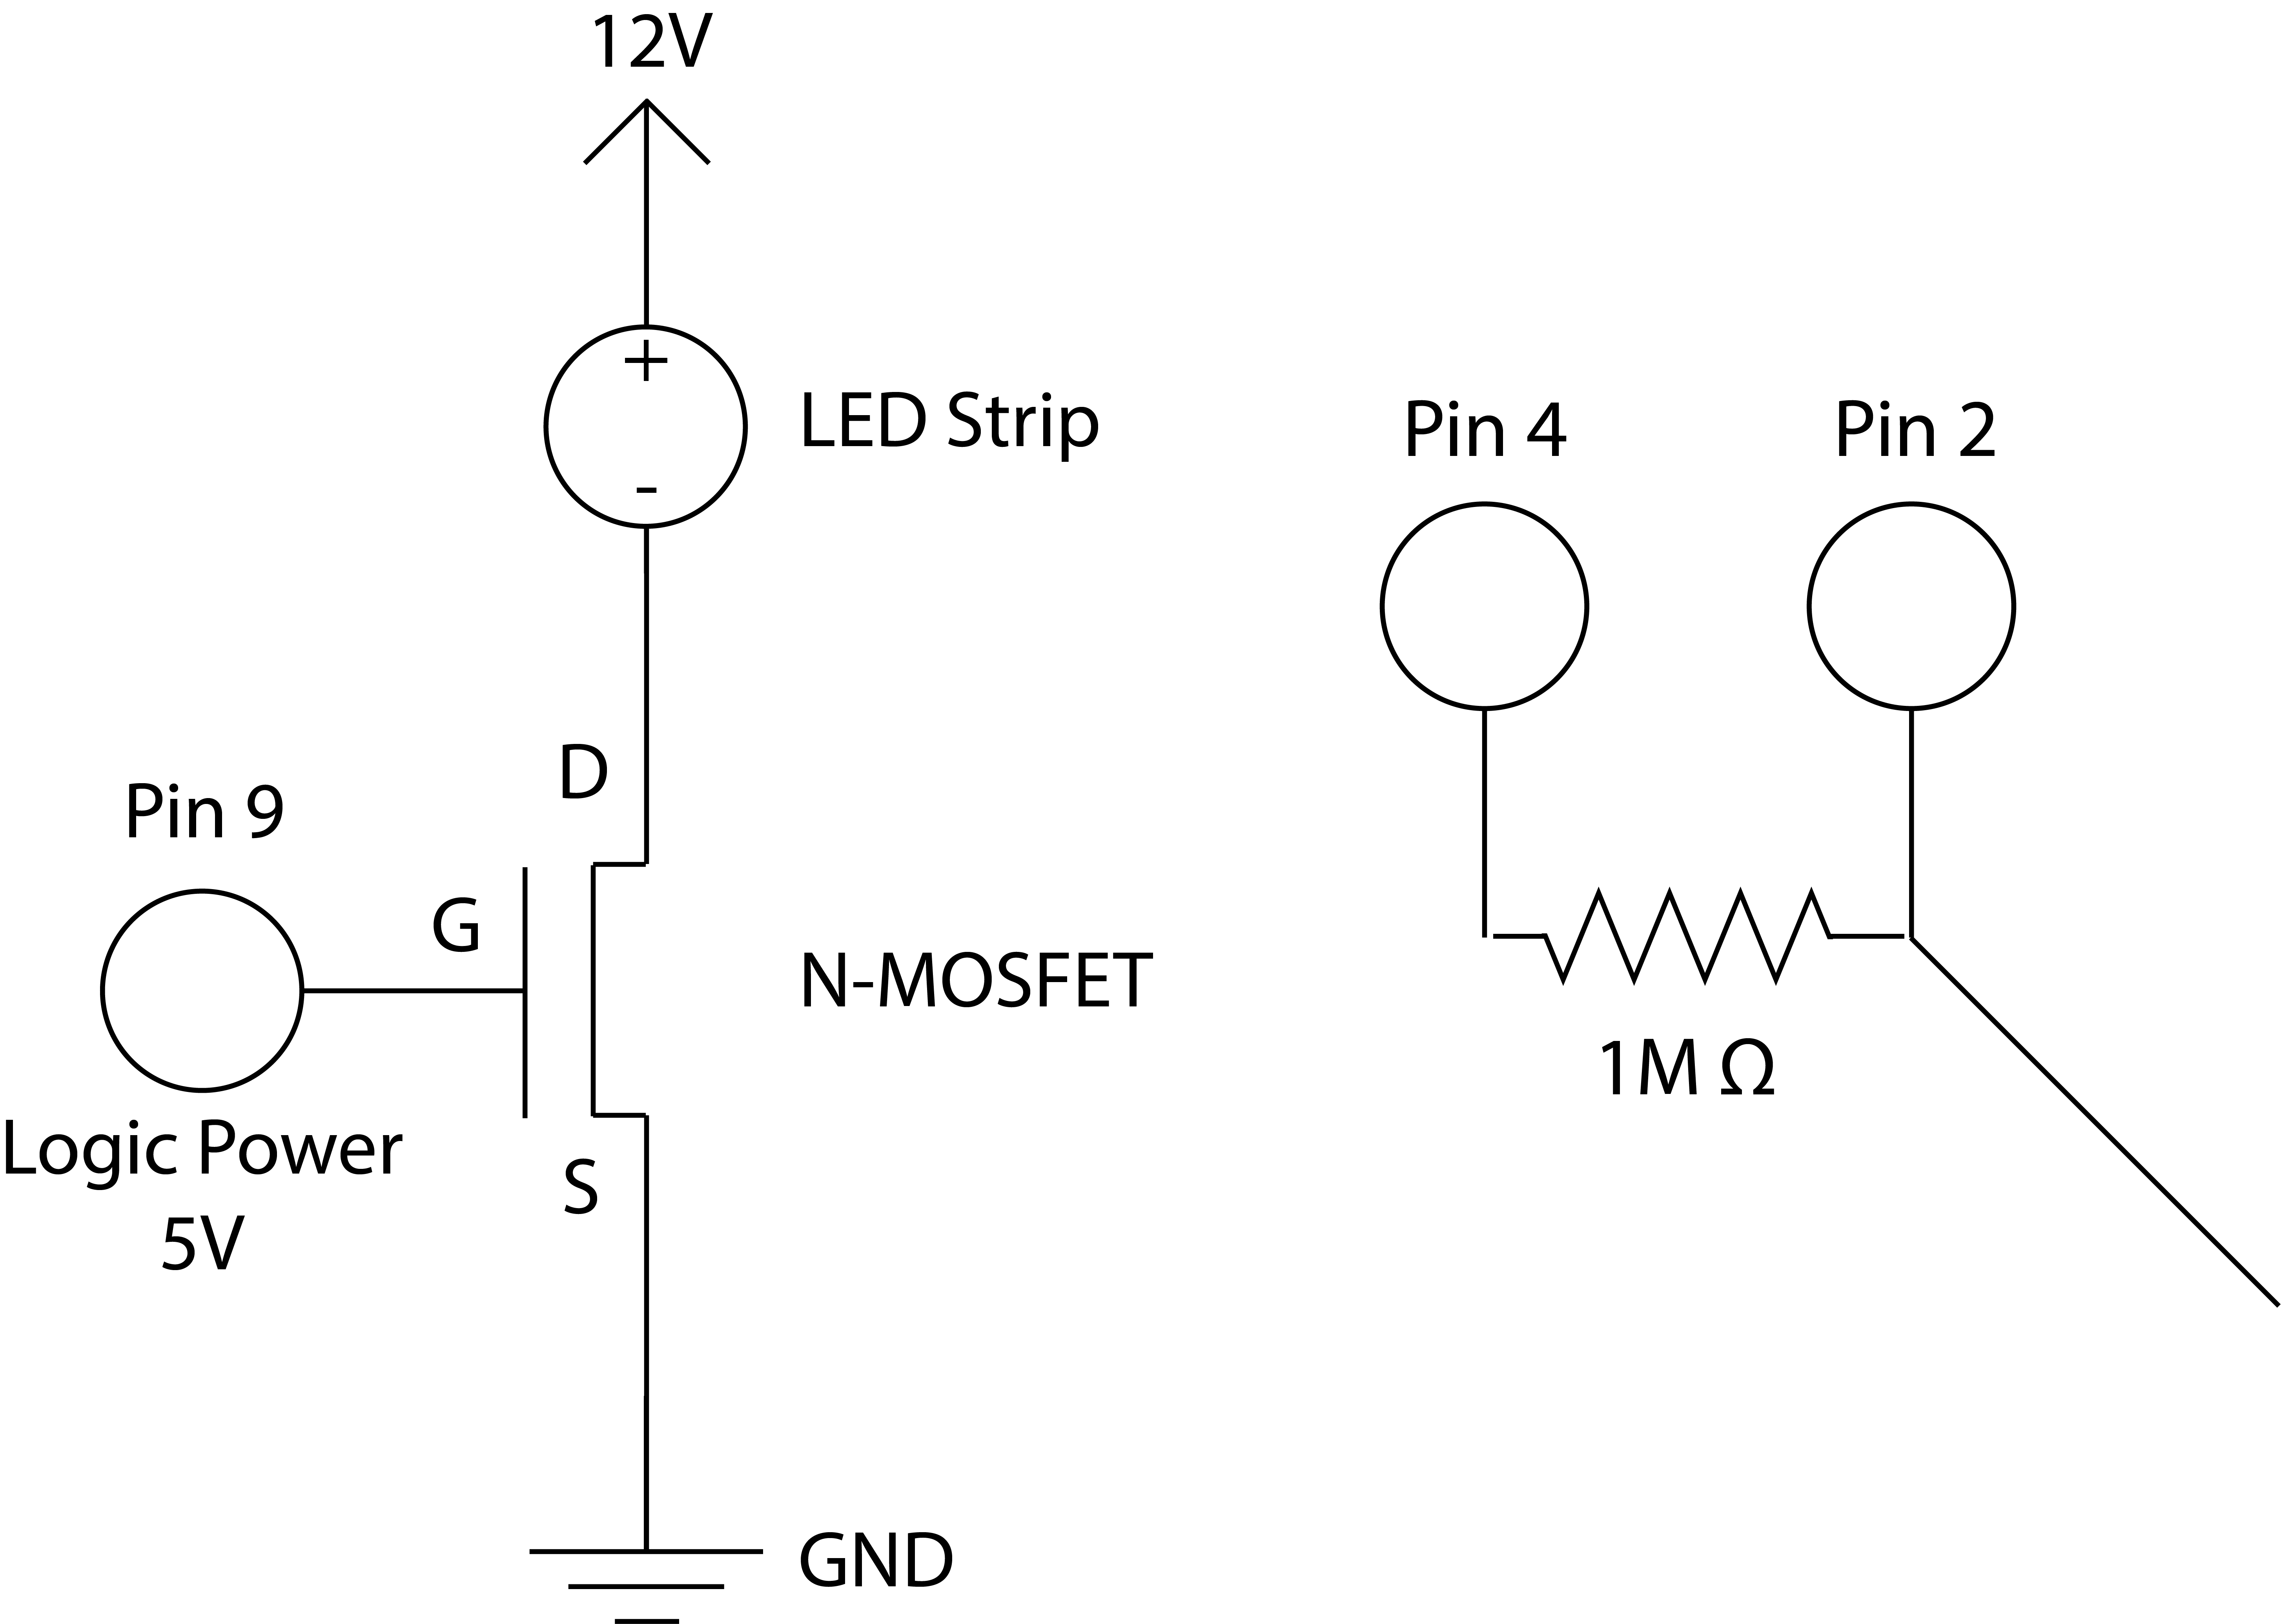 12V
+
-
LED Strip
Pin 4
Pin 2
D
Pin 9
G
N-MOSFET
1M Ω
Logic Power
5V
S
GND